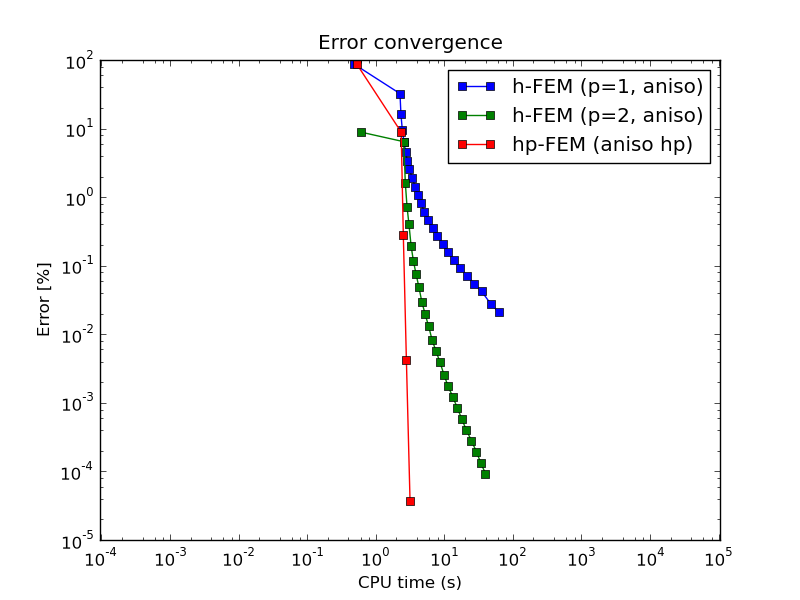 Error convergence
h-FEM (p=1, aniso)
h-FEM (p=2, aniso)
hp-FEM (aniso hp)
Error [%]
10^2
10^1
10^0
10^-1
10^-2
10^-3
10^-4
10^-5
10^-4 10^-3 10^-2 10^-1 10^0 10^1 10^2 10^3 10^4 10^5
CPU time (s)